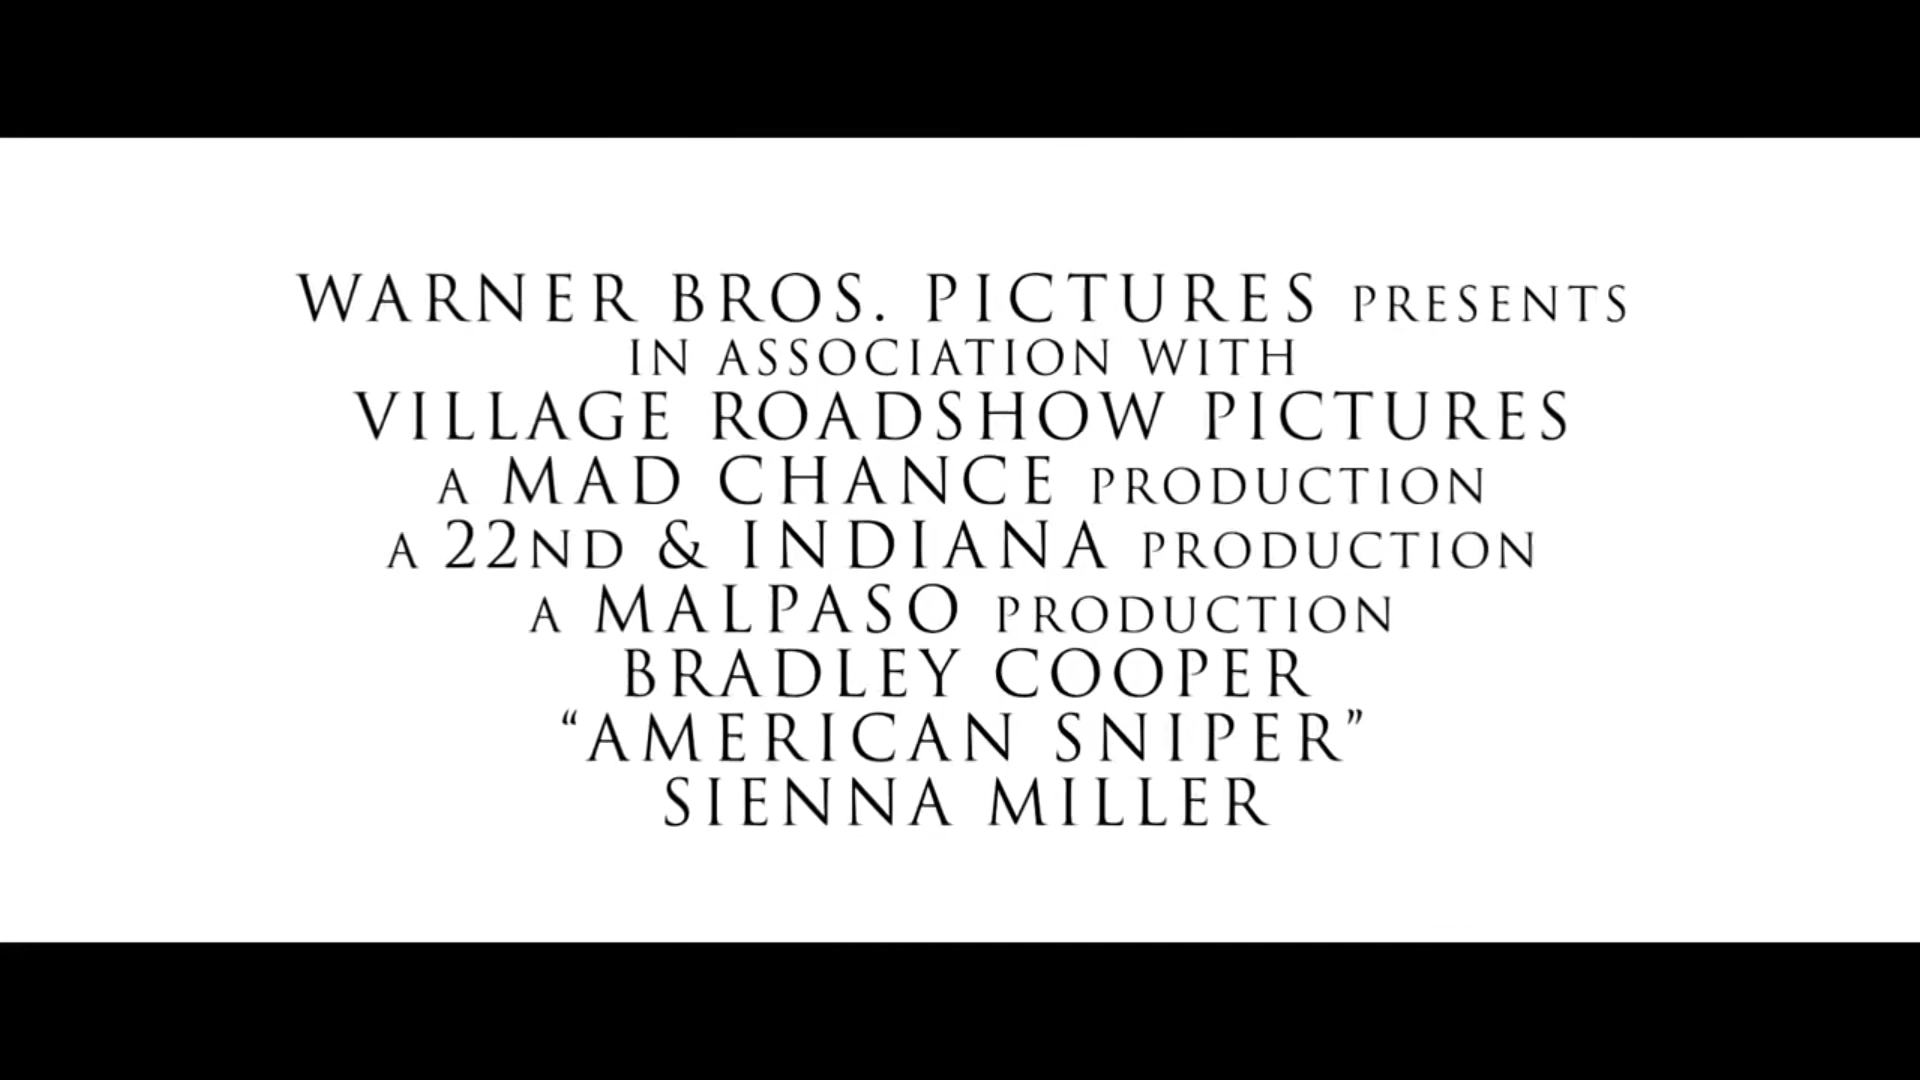 WARNER BROS. PICTURES PRESENTS
IN ASSOCIATION WITH
VILLAGE ROADSHOW PICTURES
A MAD CHANCE PRODUCTION
A 22ND & INDIANA PRODUCTION
A MALPASO PRODUCTION
BRADLEY COOPER
“AMERICAN SNIPER”
SIENNA MILLER